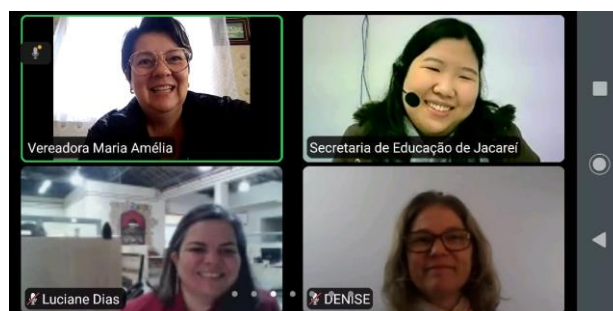 Vereadora Maria Amélia
Secretaria de Educação de Jacareí
Luciane Dias
DENISE